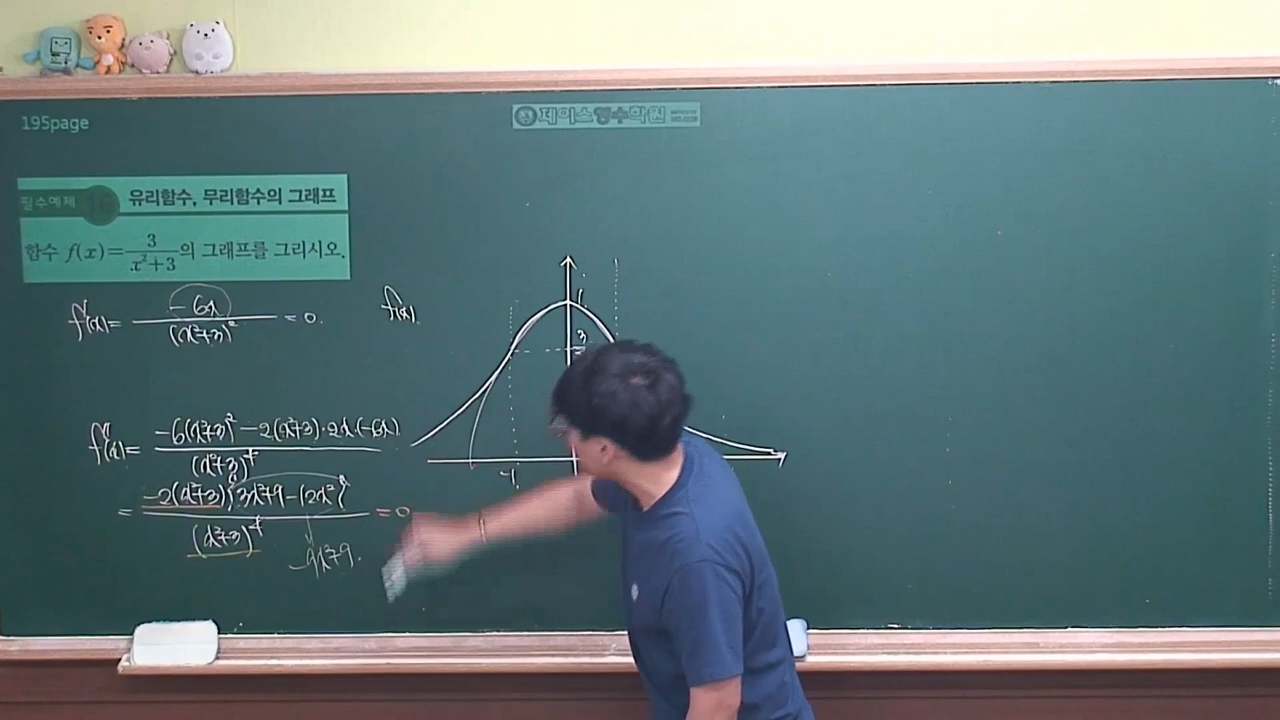 195page
제이스영수학원
필수예제 16 유리함수, 무리함수의 그래프
함수 f(x)=3/(x²+3)의 그래프를 그리시오.
f'(x)= -6x/(x²+3)² =0.
f(x).
1
3
-1
f''(x)= -6(x²+3)²-2(x²+3)·2x·(-6x)/(x²+3)⁴
= -2(x²+3){3x²+9-12x²}/(x²+3)⁴ =0
-9x²+9.